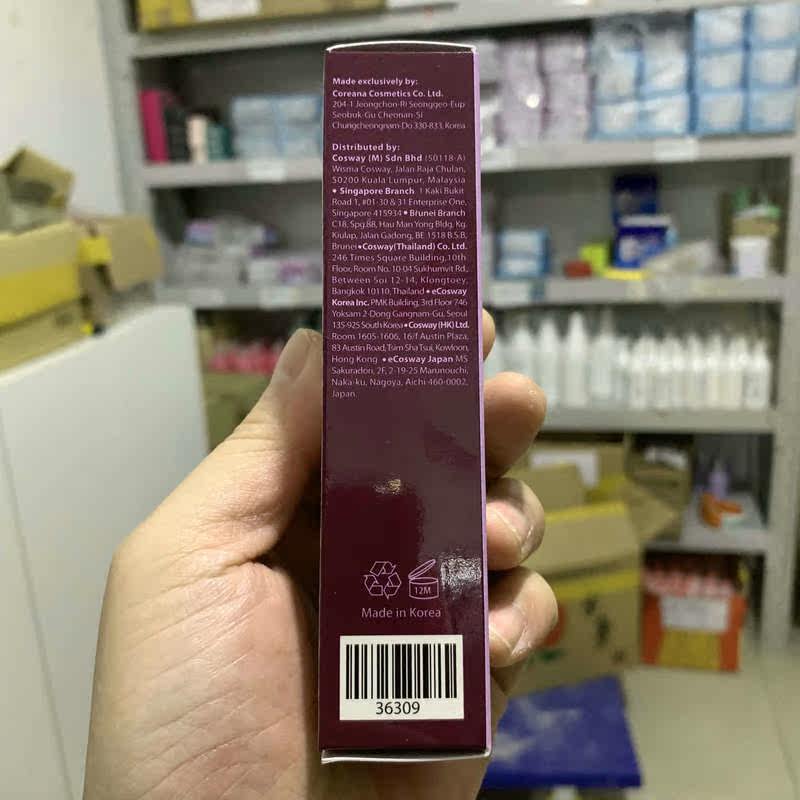 Made exclusively by:
Coreana Cosmetics Co. Ltd.
204-1 Jeongchon-Ri Seonggeo-Eup
Seobuk-Gu Cheonan-Si
Chungcheongnam-Do 330-833, Korea
Distributed by:
Cosway (M) Sdn Bhd (50118-A)
Wisma Cosway, Jalan Raja Chulan,
50200 Kuala Lumpur, Malaysia
• Singapore Branch 1 Kaki Bukit
Road 1, #01-30 & 31 Enterprise One,
Singapore 415934 • Brunei Branch
C18, Spg.88, Hau Man Yong Bldg, Kg.
Kiulap, Jalan Gadong, BE 1518 B.S.B,
Brunei•Cosway(Thailand) Co. Ltd.
246 Times Square Building,10th
Floor, Room No. 10-04 Sukhumvit Rd.,
Between Soi 12-14, Klongtoey,
Bangkok 10110, Thailand • eCosway
Korea Inc. PMK Building, 3rd Floor 746
Yoksam 2-Dong Gangnam-Gu, Seoul
135-925 South Korea •Cosway (HK) Ltd.
Room 1605-1606, 16/f Austin Plaza,
83 Austin Road, Tsim Sha Tsui, Kowloon,
Hong Kong • eCosway Japan MS
Sakuradori, 2F, 2-19-25 Marunouchi,
Naka-ku, Nagoya, Aichi 460-0002,
Japan.
12M
Made in Korea
36309